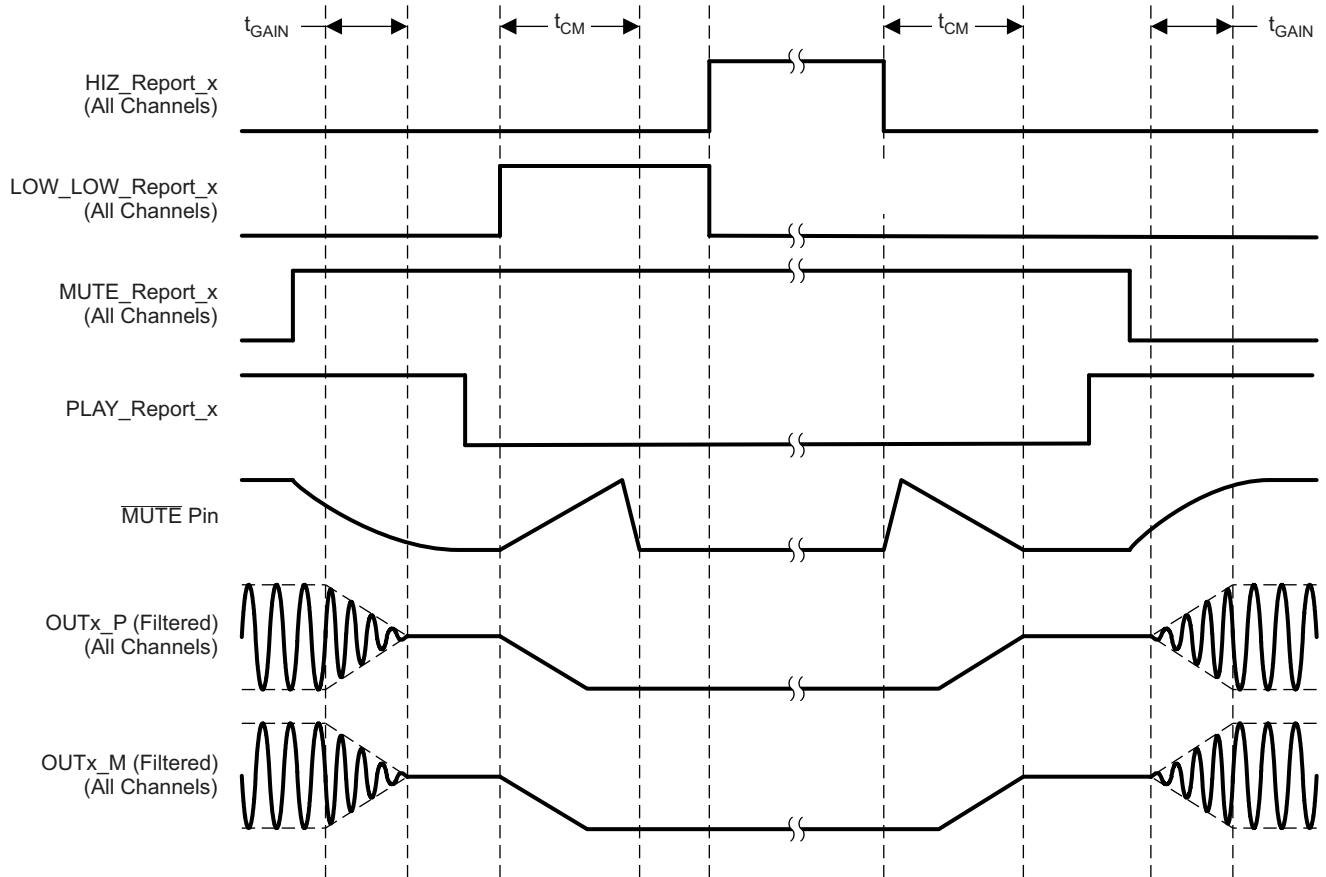 tGAIN
tCM
tCM
tGAIN
HIZ_Report_x
(All Channels)
LOW_LOW_Report_x
(All Channels)
MUTE_Report_x
(All Channels)
PLAY_Report_x
MUTE Pin
OUTx_P (Filtered)
(All Channels)
OUTx_M (Filtered)
(All Channels)